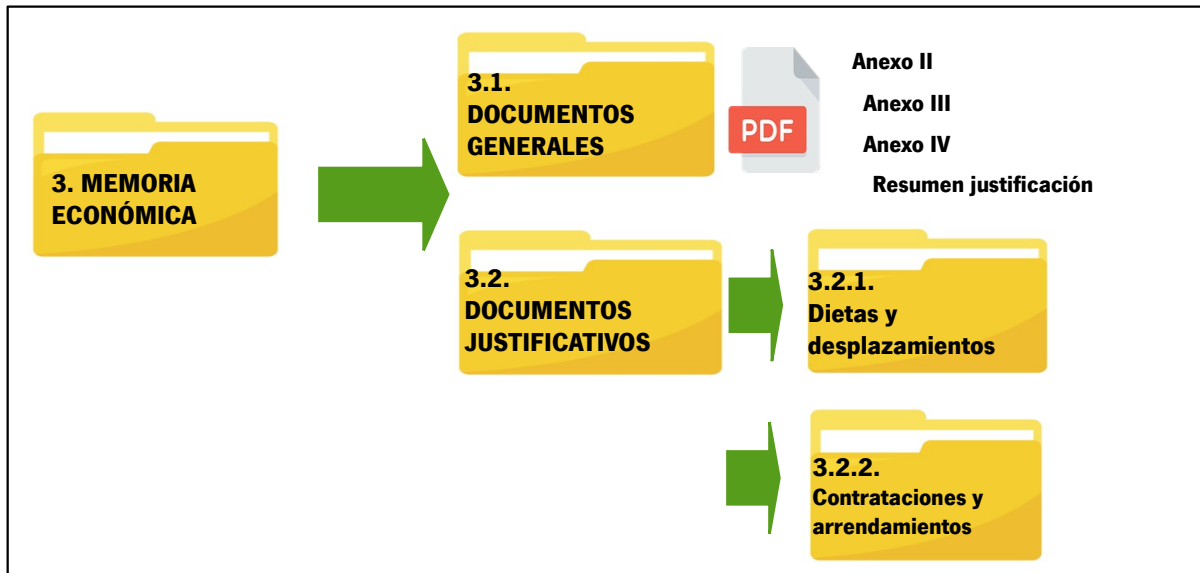 3. MEMORIA
ECONÓMICA
3.1.
DOCUMENTOS
GENERALES
PDF
Anexo II
Anexo III
Anexo IV
Resumen justificación
3.2.
DOCUMENTOS
JUSTIFICATIVOS
3.2.1.
Dietas y
desplazamientos
3.2.2.
Contrataciones y
arrendamientos